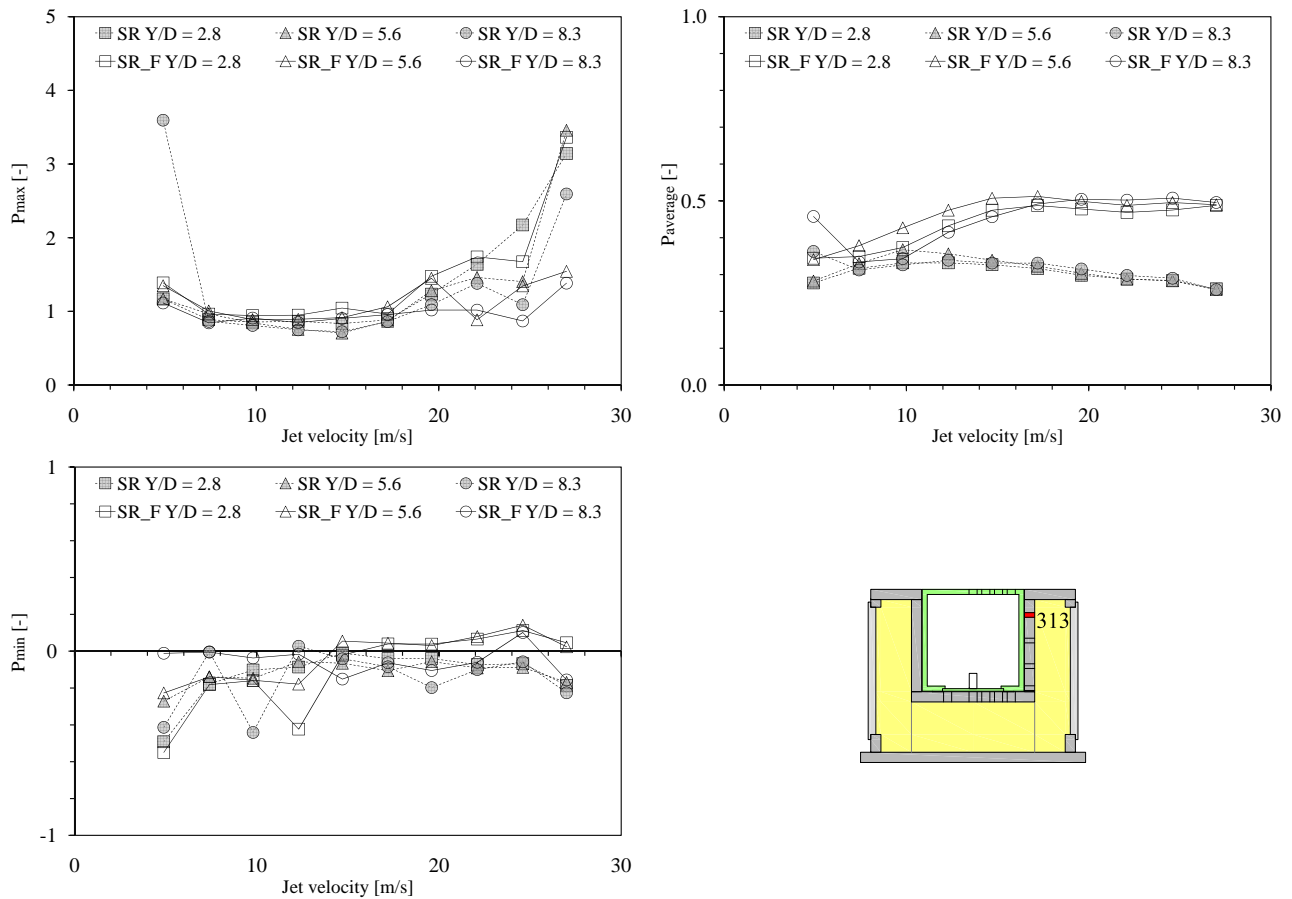 5
SR Y/D = 2.8 SR Y/D = 5.6 SR Y/D = 8.3
SR_F Y/D = 2.8 SR_F Y/D = 5.6 SR_F Y/D = 8.3
4
3
2
1
0
Pmax [-]
0 10 20 30
Jet velocity [m/s]
1.0
SR Y/D = 2.8 SR Y/D = 5.6 SR Y/D = 8.3
SR_F Y/D = 2.8 SR_F Y/D = 5.6 SR_F Y/D = 8.3
0.5
0.0
Paverage [-]
0 10 20 30
Jet velocity [m/s]
1
SR Y/D = 2.8 SR Y/D = 5.6 SR Y/D = 8.3
SR_F Y/D = 2.8 SR_F Y/D = 5.6 SR_F Y/D = 8.3
0
-1
Pmin [-]
0 10 20 30
Jet velocity [m/s]
313